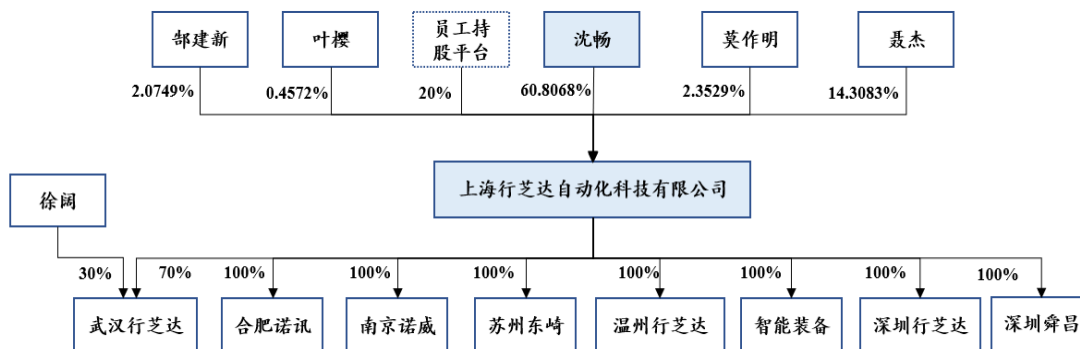 郜建新
叶樱
员工持
股平台
沈畅
莫作明
聂杰
2.0749%
0.4572%
20%
60.8068%
2.3529%
14.3083%
上海行芝达自动化科技有限公司
徐阔
30%
70%
100%
100%
100%
100%
100%
100%
100%
武汉行芝达
合肥诺讯
南京诺威
苏州东崎
温州行芝达
智能装备
深圳行芝达
深圳舜昌